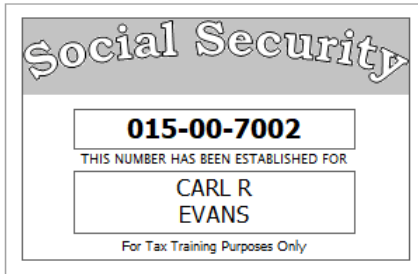 Social Security
015-00-7002
THIS NUMBER HAS BEEN ESTABLISHED FOR
CARL R
EVANS
For Tax Training Purposes Only